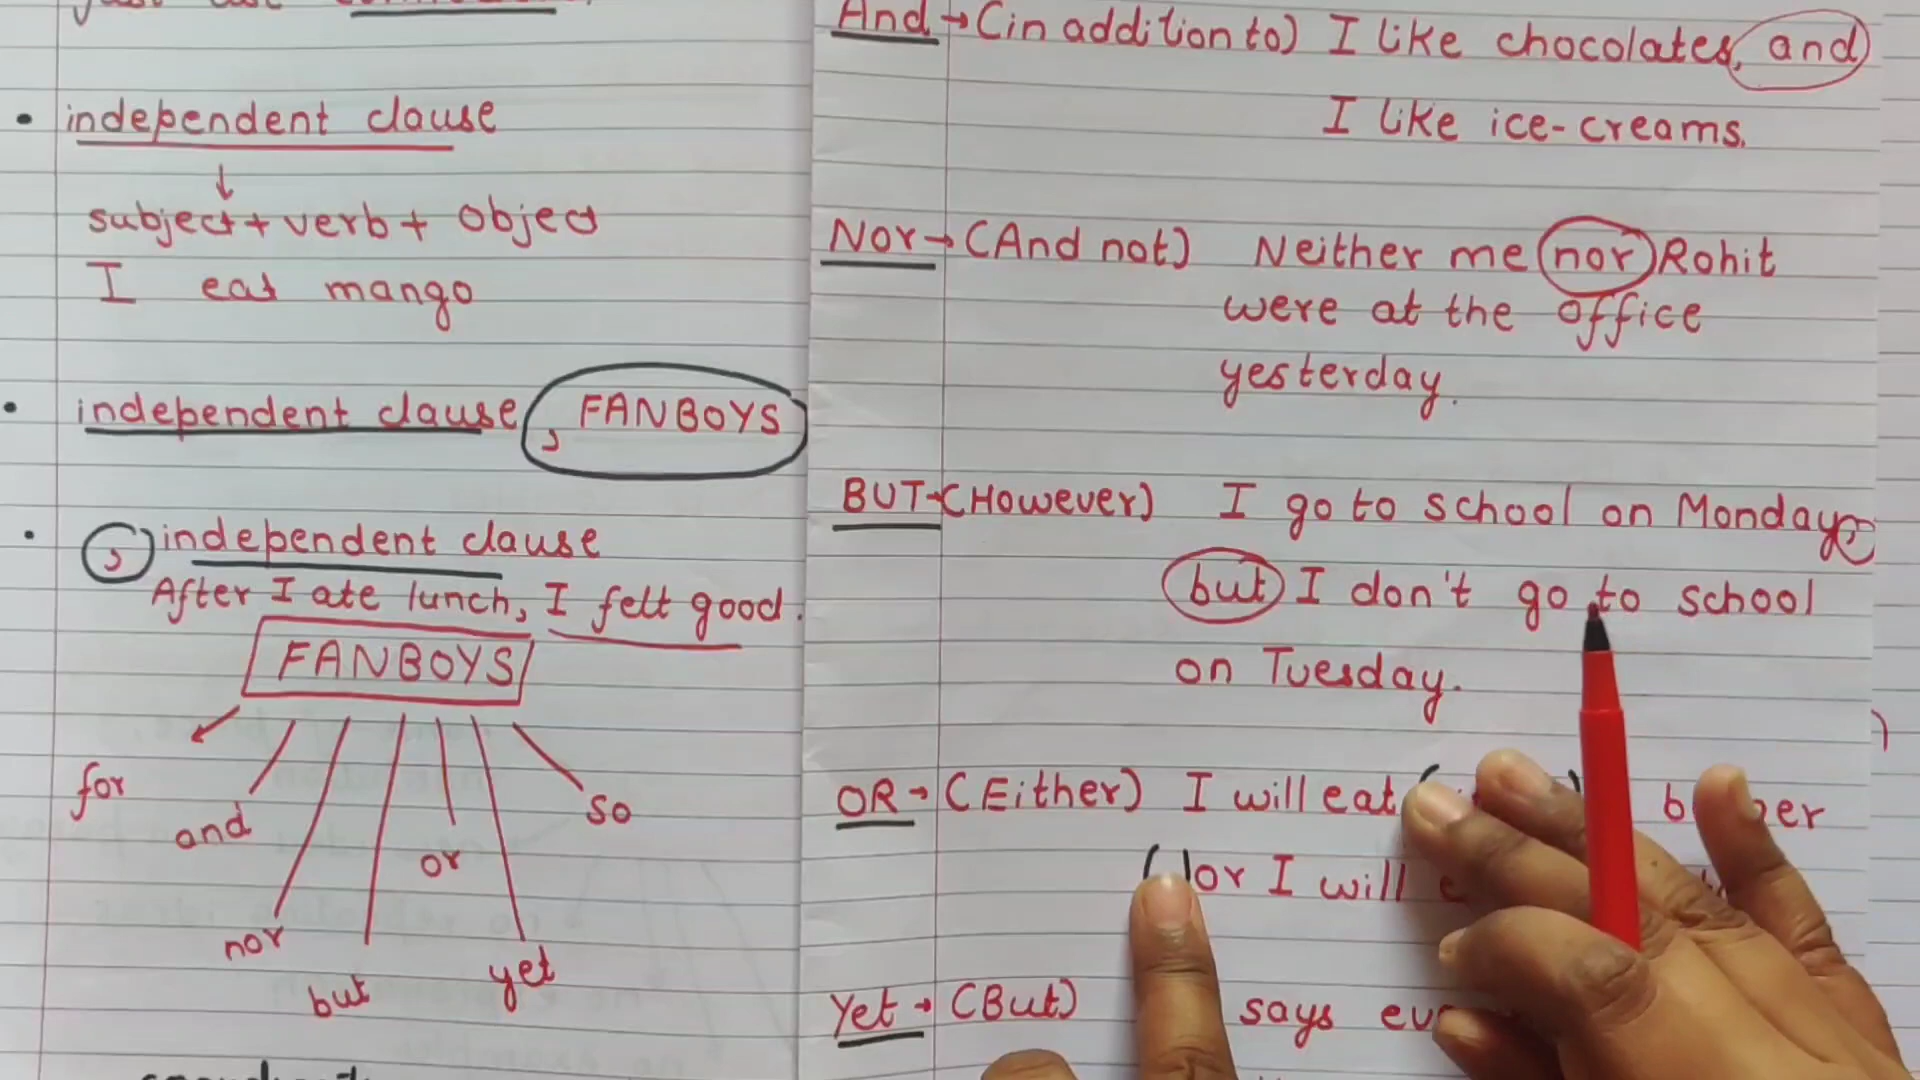 independent clause
subject + verb + object
I eat mango
independent clause, FANBOYS
, independent clause
After I ate lunch, I felt good.
FANBOYS
for
and
nor
but
or
yet
so
And → (in addition to) I like chocolates, and
I like ice-creams.
Nor → (And not) Neither me nor Rohit
were at the office
yesterday.
BUT → (However) I go to school on Monday,
but I don't go to school
on Tuesday.
OR → (Either) I will eat
( ) or I will
Yet → (But) says